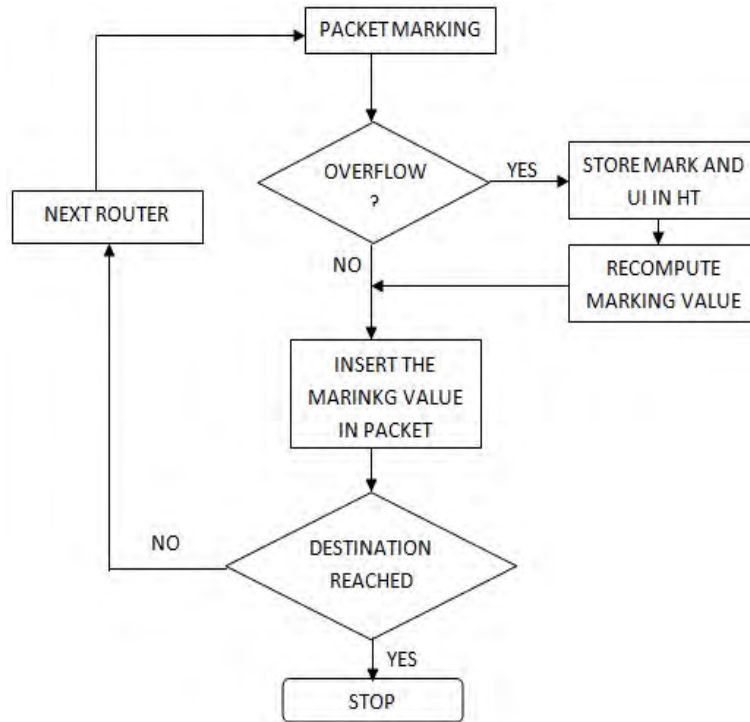 PACKET MARKING
OVERFLOW
?
YES
STORE MARK AND
UI IN HT
NEXT ROUTER
NO
RECOMPUTE
MARKING VALUE
INSERT THE
MARINKG VALUE
IN PACKET
NO
DESTINATION
REACHED
YES
STOP